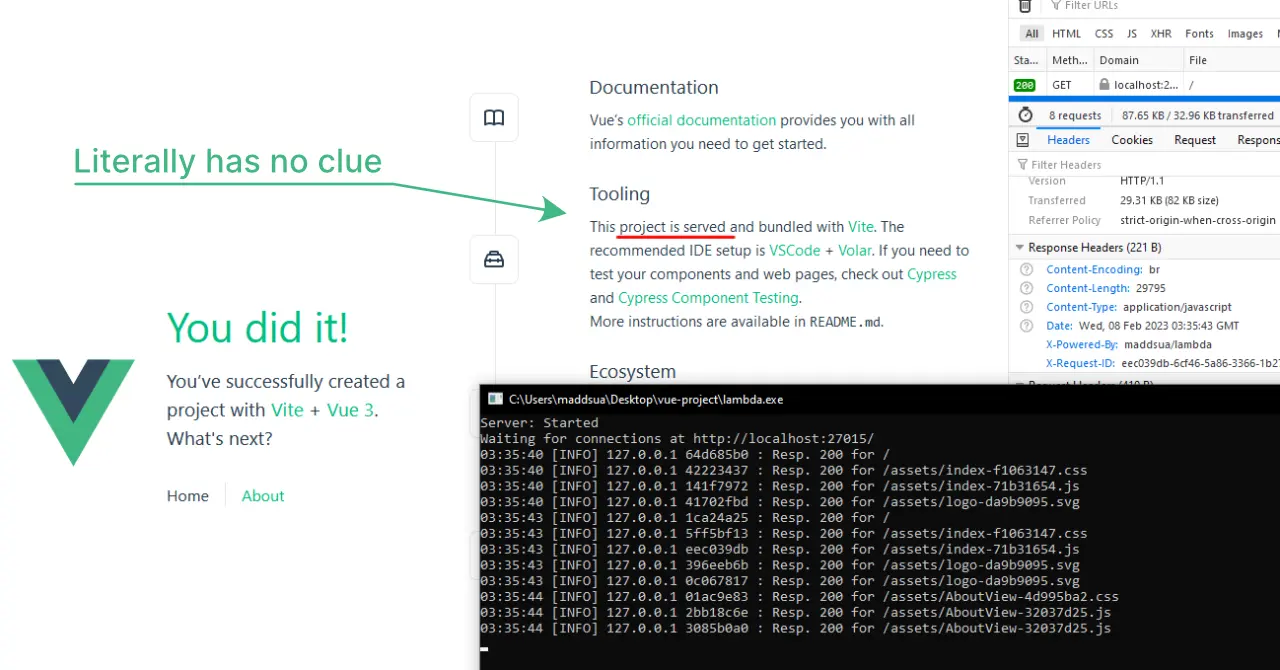 Literally has no clue
You did it!
You've successfully created a
project with Vite + Vue 3.
What's next?
Home
About
Documentation
Vue's official documentation provides you with all
information you need to get started.
Tooling
This project is served and bundled with Vite. The
recommended IDE setup is VSCode + Volar. If you need to
test your components and web pages, check out Cypress
and Cypress Component Testing.
More instructions are available in README.md.
Ecosystem
Filter URLs
All HTML CSS JS XHR Fonts Images
Sta... Meth... Domain File
200 GET localhost:2... /
8 requests 87.65 KB / 32.96 KB transferred
Headers Cookies Request Respons
Filter Headers
Version HTTP/1.1
Transferred 29.31 KB (82 KB size)
Referrer Policy strict-origin-when-cross-origin
Response Headers (221 B)
Content-Encoding: br
Content-Length: 29795
Content-Type: application/javascript
Date: Wed, 08 Feb 2023 03:35:43 GMT
X-Powered-By: maddsua/lambda
X-Request-ID: eec039db-6cf46-5a86-3366-1b27
C:\Users\maddsua\Desktop\vue-project\lambda.exe
Server: Started
Waiting for connections at http://localhost:27015/
03:35:40 [INFO] 127.0.0.1 64d685b0 : Resp. 200 for /
03:35:40 [INFO] 127.0.0.1 42223437 : Resp. 200 for /assets/index-f1063147.css
03:35:40 [INFO] 127.0.0.1 141f7972 : Resp. 200 for /assets/index-71b31654.js
03:35:40 [INFO] 127.0.0.1 41702fbd : Resp. 200 for /assets/logo-da9b9095.svg
03:35:43 [INFO] 127.0.0.1 1ca24a25 : Resp. 200 for /
03:35:43 [INFO] 127.0.0.1 5ff5bf13 : Resp. 200 for /assets/index-f1063147.css
03:35:43 [INFO] 127.0.0.1 eec039db : Resp. 200 for /assets/index-71b31654.js
03:35:43 [INFO] 127.0.0.1 396eeb6b : Resp. 200 for /assets/logo-da9b9095.svg
03:35:43 [INFO] 127.0.0.1 0c067817 : Resp. 200 for /assets/logo-da9b9095.svg
03:35:44 [INFO] 127.0.0.1 01ac9e83 : Resp. 200 for /assets/AboutView-4d995ba2.css
03:35:44 [INFO] 127.0.0.1 2bb18c6e : Resp. 200 for /assets/AboutView-32037d25.js
03:35:44 [INFO] 127.0.0.1 3085b0a0 : Resp. 200 for /assets/AboutView-32037d25.js